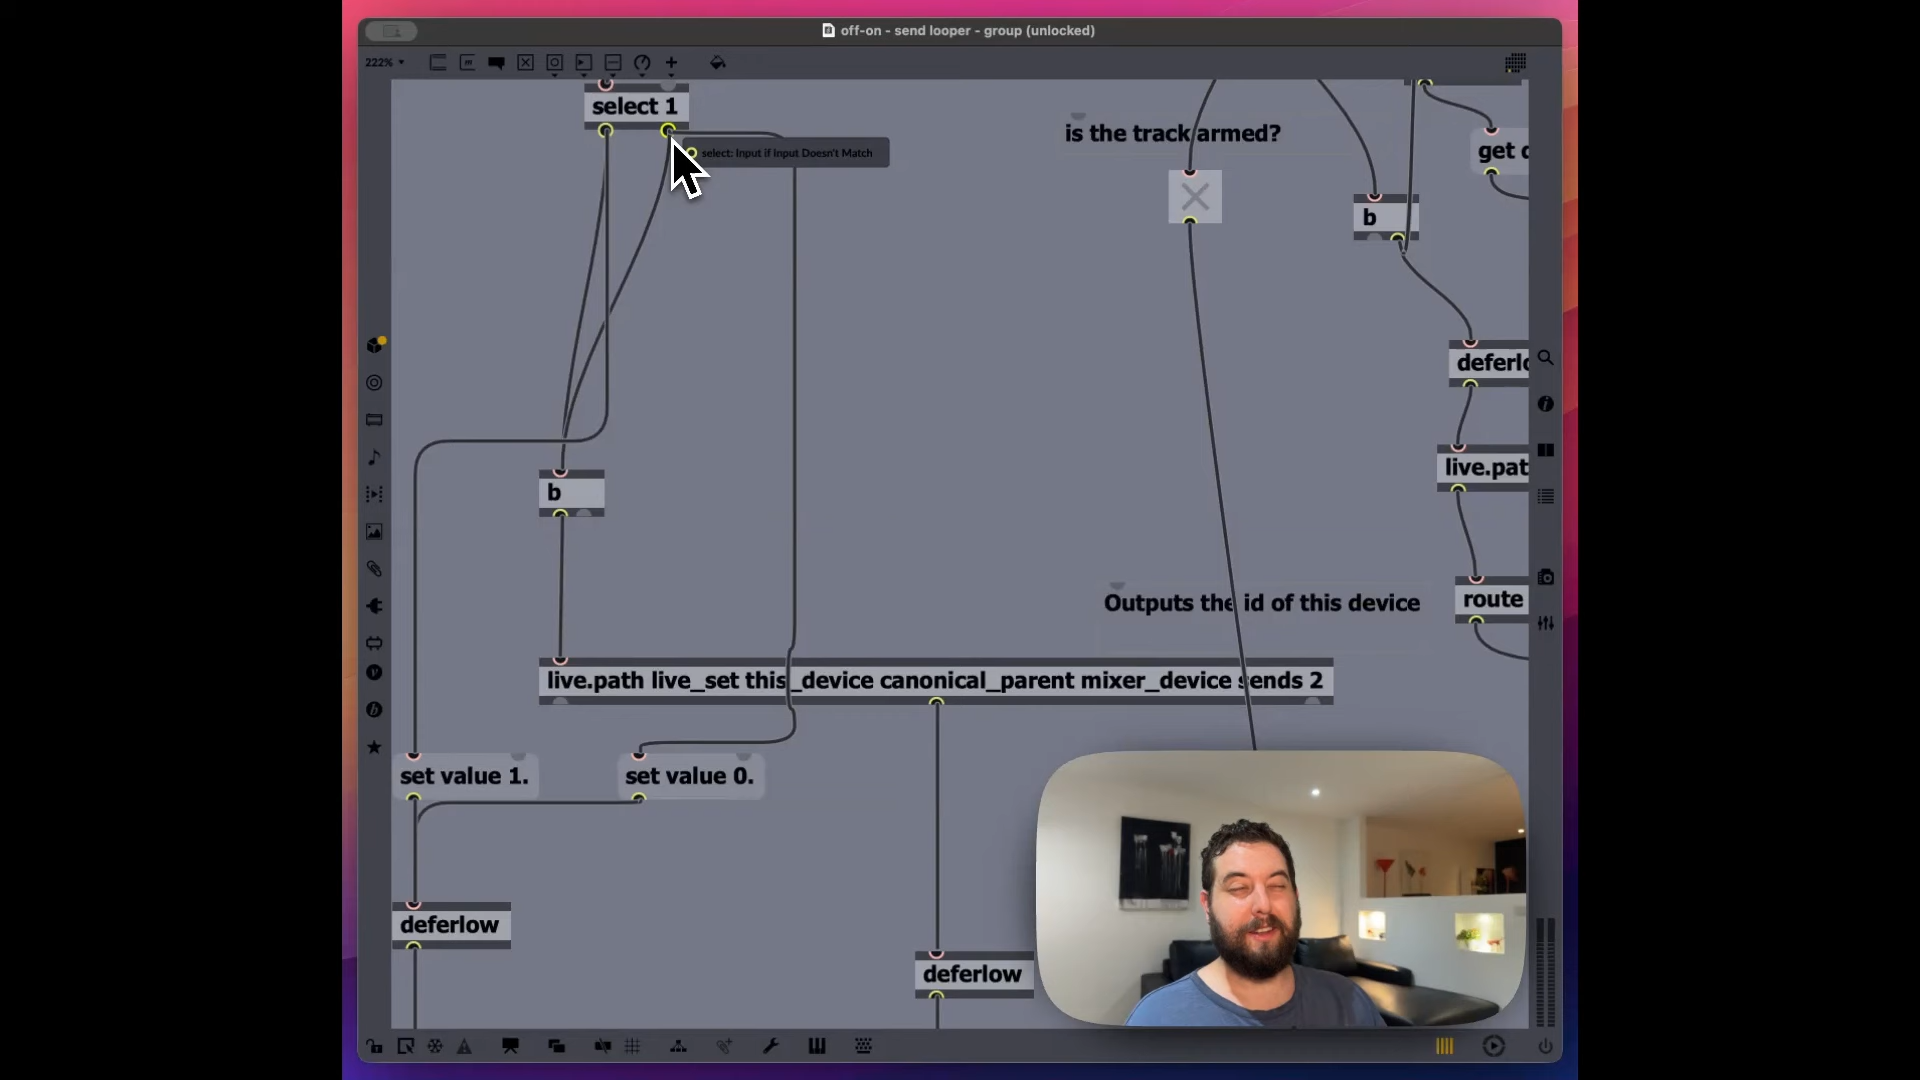 off-on - send looper - group (unlocked)
222%
select 1
select: Input if input Doesn't Match
is the track armed?
get d
b
deferlo
live.pat
b
Outputs the id of this device
route
live.path live_set this_device canonical_parent mixer_device sends 2
set value 1.
set value 0.
deferlow
deferlow